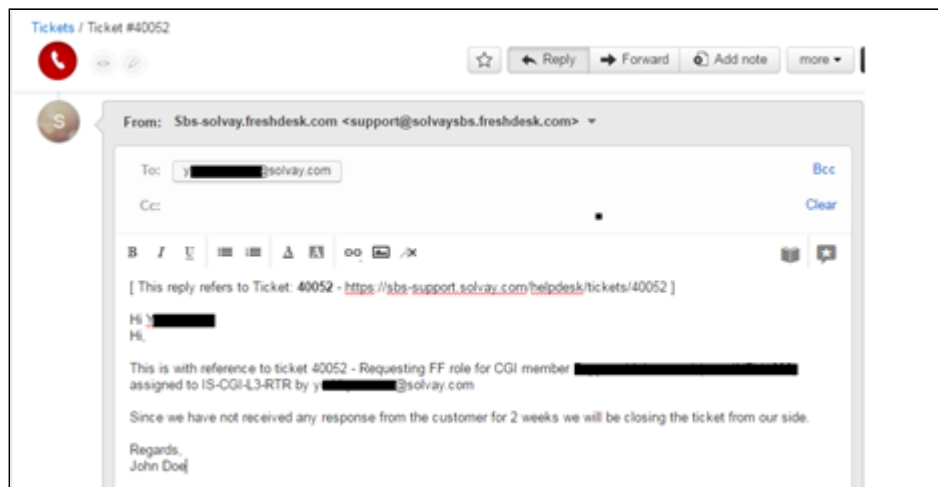 Tickets / Ticket #40052
Reply Forward Add note more
S
From: Sbs-solvay.freshdesk.com <support@solvaysbs.freshdesk.com>
To: y @solvay.com Bcc
Cc: Clear
B I U A A
[ This reply refers to Ticket: 40052 - https://sbs-support.solvay.com/helpdesk/tickets/40052 ]
Hi Y
Hi,
This is with reference to ticket 40052 - Requesting FF role for CGI member
assigned to IS-CGI-L3-RTR by y @solvay.com
Since we have not received any response from the customer for 2 weeks we will be closing the ticket from our side.
Regards,
John Doe